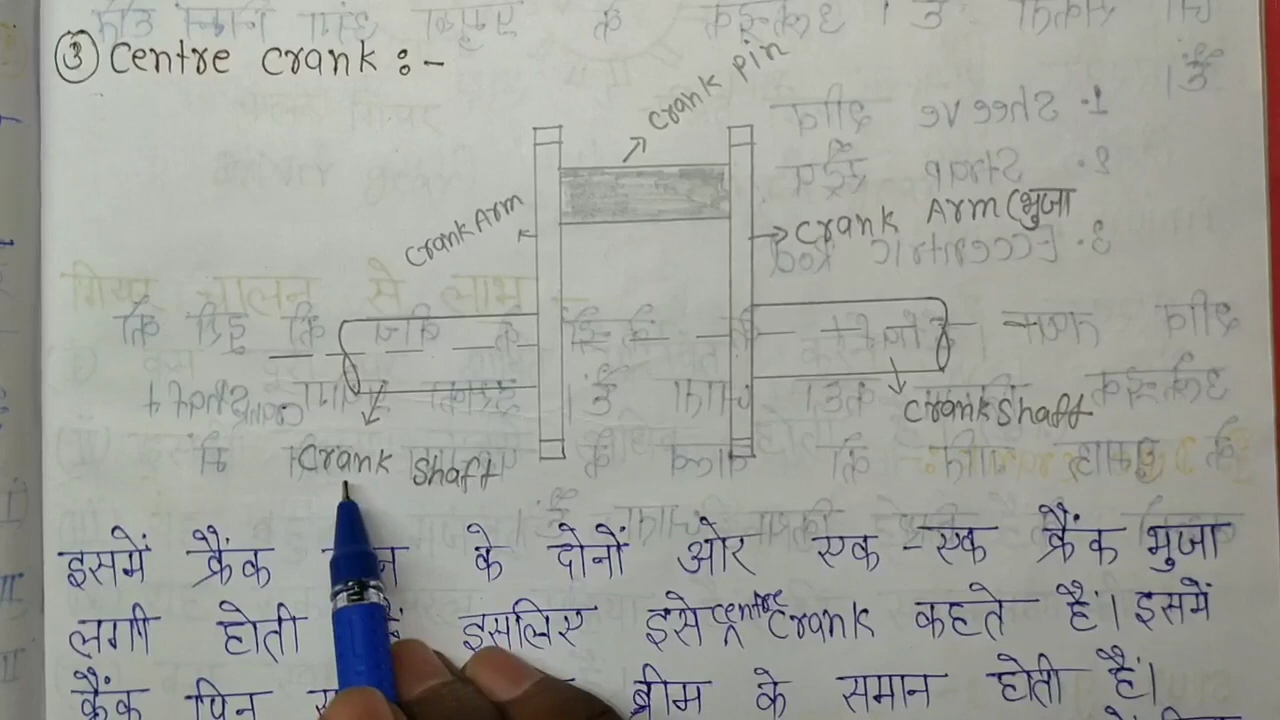 ③ Centre crank :-
crank pin
crank Arm
crank Arm (भुजा
crank shaft
crank shaft
इसमें क्रैंक के दोनों ओर एक -एक क्रैंक भुजा
लगी होती इसलिए इसे centre crank कहते हैं। इसमें
क्रैंक पिन बीम के समान होती हैं।